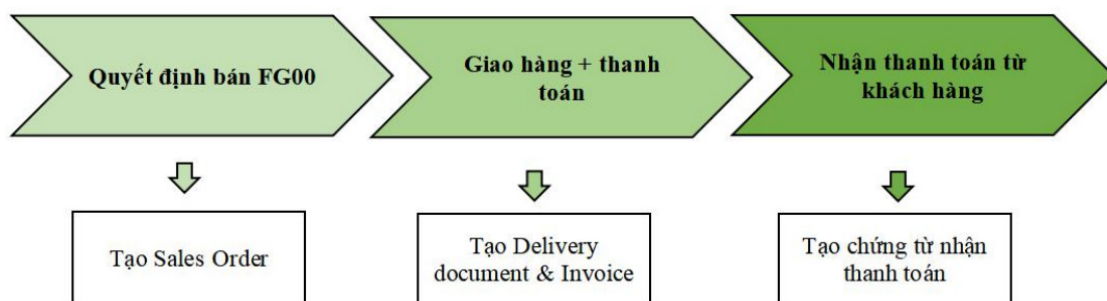 Quyết định bán FG00
Giao hàng + thanh
toán
Nhận thanh toán từ
khách hàng
Tạo Sales Order
Tạo Delivery
document & Invoice
Tạo chứng từ nhận
thanh toán